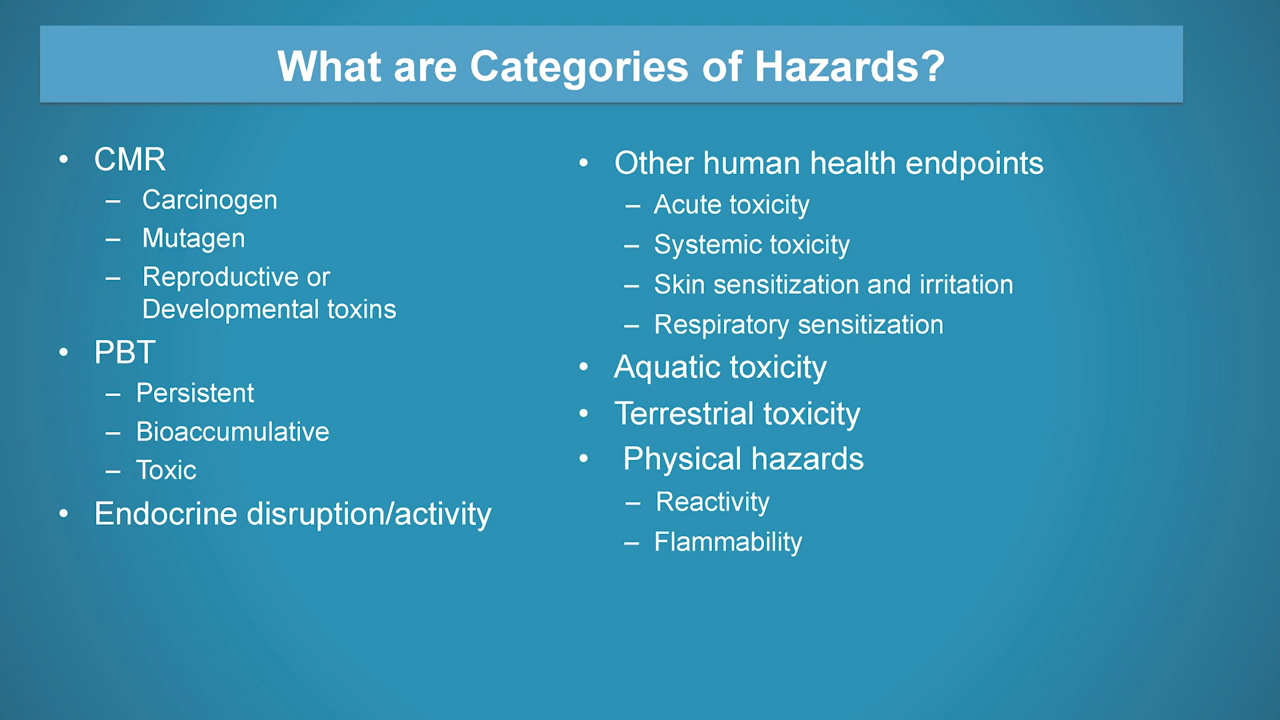 What are Categories of Hazards?
• CMR
– Carcinogen
– Mutagen
– Reproductive or
Developmental toxins
• PBT
– Persistent
– Bioaccumulative
– Toxic
• Endocrine disruption/activity
• Other human health endpoints
– Acute toxicity
– Systemic toxicity
– Skin sensitization and irritation
– Respiratory sensitization
• Aquatic toxicity
• Terrestrial toxicity
• Physical hazards
– Reactivity
– Flammability